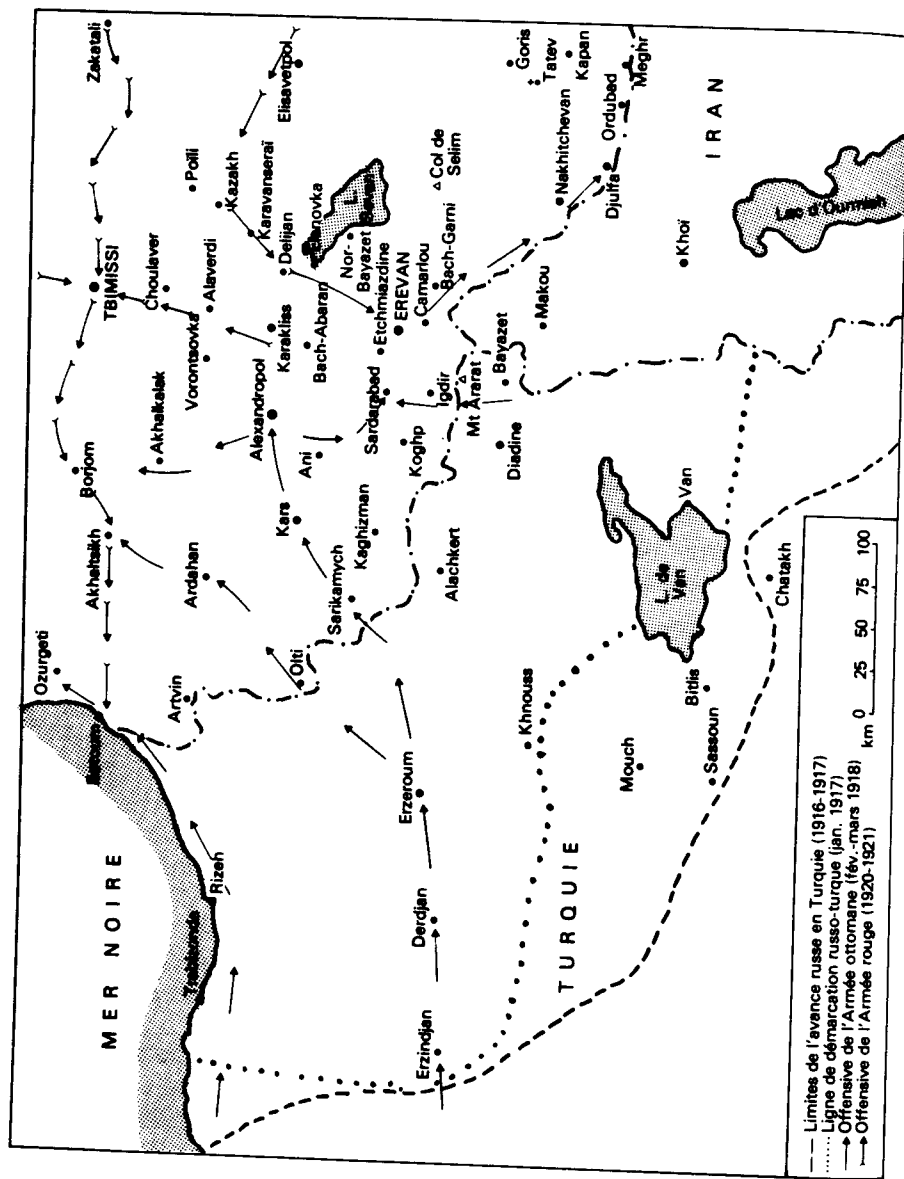 MER NOIRE
Trébizonde
Rizeh
Batoum
Ozurgeti
Artvin
Akhaltsikh
Borjom
TBIMISSI
Zakatali
Ardahan
Akhalkalak
Vorontsovka
Choulaver
Alaverdi
Poïli
Kazakh
Karavanseraï
Elisavetpol
Olti
Sarikamych
Kars
Kaghizman
Alexandropol
Ani
Karakliss
Bach-Abaran
Delijan
Elenovka
L. Sevan
Nor-
Bayazet
Etchmiazdine
EREVAN
Sardarabad
Camarlou
Bach-Garni
Col de
Selim
Goris
Tatev
Kapan
Meghr
Ordubad
Nakhitchevan
Djulfa
Koghp
Igdir
Mt Ararat
Bayazet
Makou
Diadine
Alachkert
Khoï
IRAN
Lac d'Ourmiah
Erzindjan
Derdjan
Erzeroum
Khnouss
Mouch
TURQUIE
Sassoun
Bitlis
L. de
Van
Van
Chatakh
Limites de l'avance russe en Turquie (1916-1917)
Ligne de démarcation russo-turque (jan. 1917)
Offensive de l'Armée ottomane (fév.-mars 1918)
Offensive de l'Armée rouge (1920-1921)
km 0 25 50 75 100